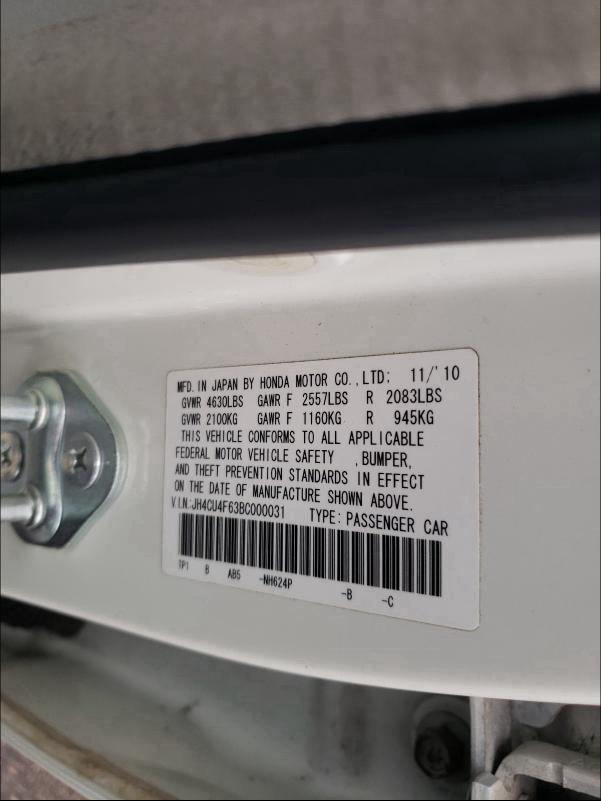 MFD. IN JAPAN BY HONDA MOTOR CO.,LTD: 11/'10
GVWR 4630LBS GAWR F 2557LBS R 2083LBS
GVWR 2100KG GAWR F 1160KG R 945KG
THIS VEHICLE CONFORMS TO ALL APPLICABLE
FEDERAL MOTOR VEHICLE SAFETY ,BUMPER,
AND THEFT PREVENTION STANDARDS IN EFFECT
ON THE DATE OF MANUFACTURE SHOWN ABOVE.
V.I.N:JH4CU4F63BC000031 TYPE: PASSENGER CAR
TP1 B AB5 -NH624P -B -C